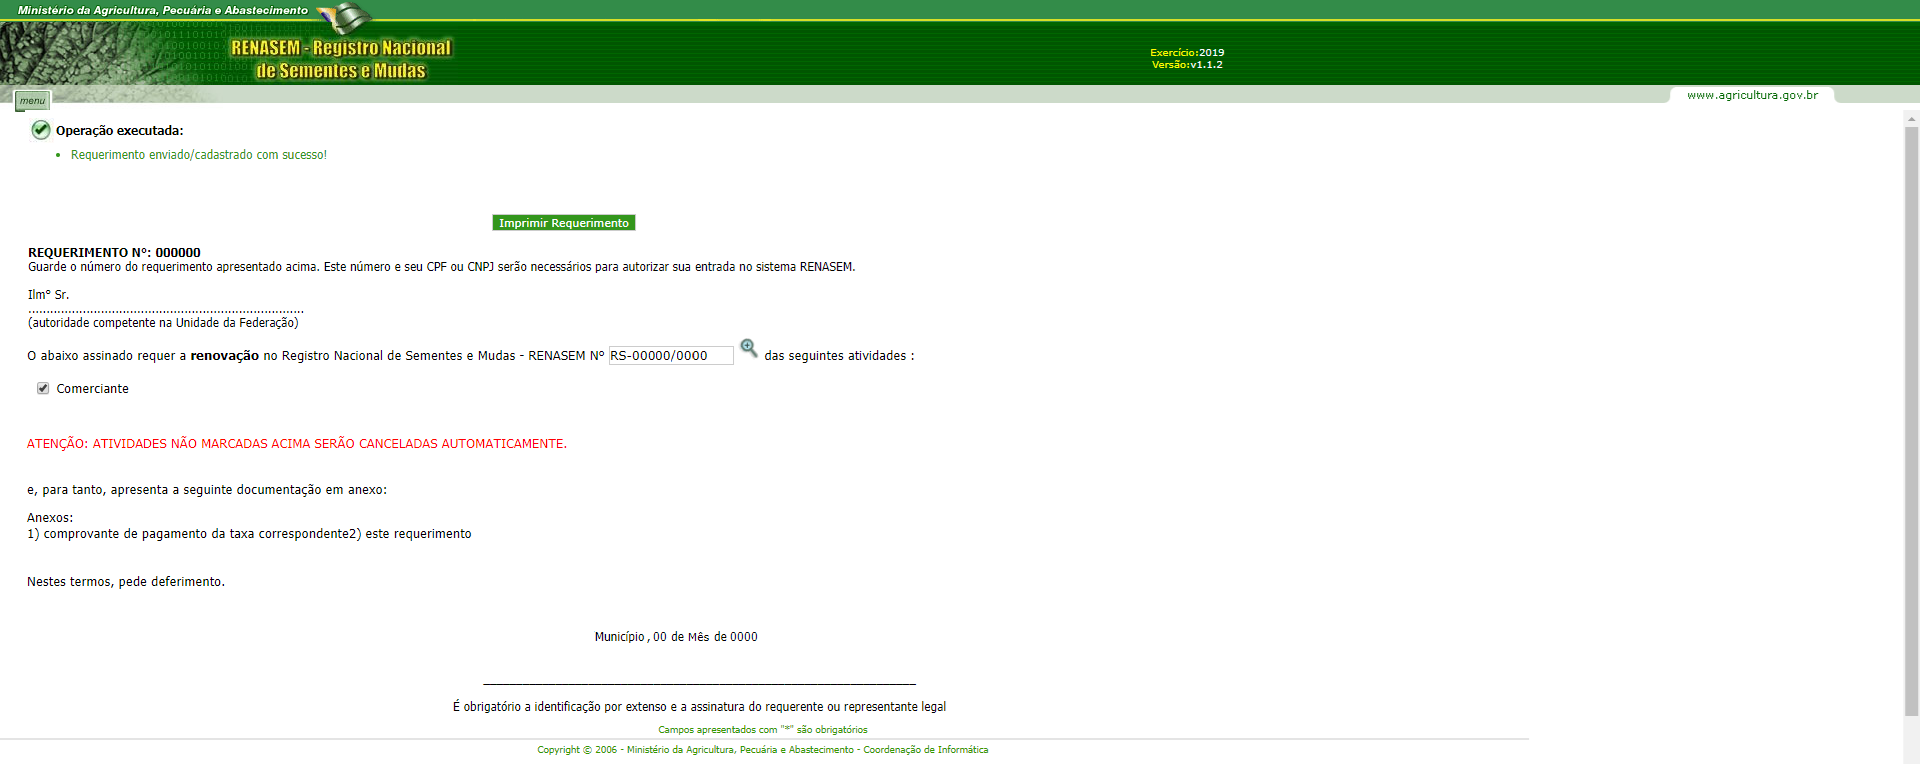 Ministério da Agricultura, Pecuária e Abastecimento
RENASEM - Registro Nacional
de Sementes e Mudas
Exercício:2019
Versão:v1.1.2
menu
www.agricultura.gov.br
Operação executada:
• Requerimento enviado/cadastrado com sucesso!
Imprimir Requerimento
REQUERIMENTO N°: 000000
Guarde o número do requerimento apresentado acima. Este número e seu CPF ou CNPJ serão necessários para autorizar sua entrada no sistema RENASEM.
Ilm° Sr.
............................................................................
(autoridade competente na Unidade da Federação)
O abaixo assinado requer a renovação no Registro Nacional de Sementes e Mudas - RENASEM Nº RS-00000/0000 das seguintes atividades :
Comerciante
ATENÇÃO: ATIVIDADES NÃO MARCADAS ACIMA SERÃO CANCELADAS AUTOMATICAMENTE.
e, para tanto, apresenta a seguinte documentação em anexo:
Anexos:
1) comprovante de pagamento da taxa correspondente2) este requerimento
Nestes termos, pede deferimento.
Município , 00 de Mês de 0000
É obrigatório a identificação por extenso e a assinatura do requerente ou representante legal
Campos apresentados com "*" são obrigatórios
Copyright © 2006 - Ministério da Agricultura, Pecuária e Abastecimento - Coordenação de Informática